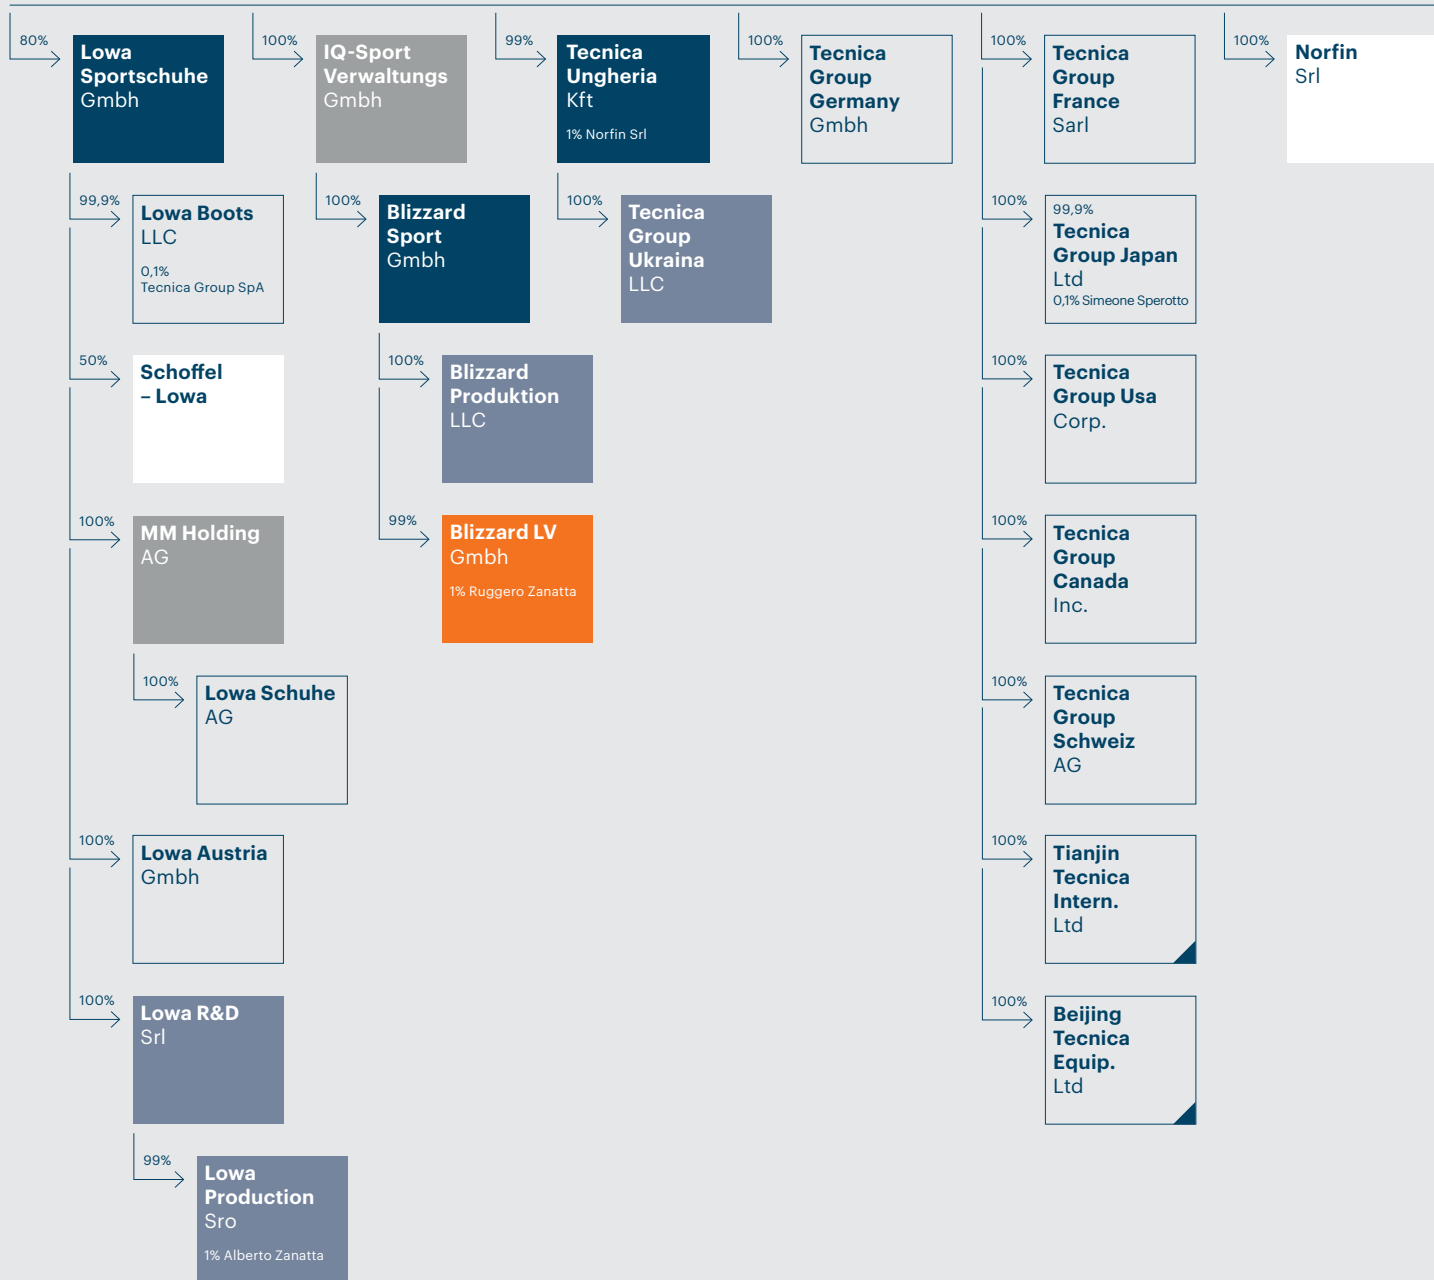 80%
Lowa
Sportschuhe
Gmbh
100%
IQ-Sport
Verwaltungs
Gmbh
99%
Tecnica
Ungheria
Kft
1% Norfin Srl
100%
Tecnica
Group
Germany
Gmbh
100%
Tecnica
Group
France
Sarl
100%
Norfin
Srl
99,9%
Lowa Boots
LLC
0,1%
Tecnica Group SpA
100%
Blizzard
Sport
Gmbh
100%
Tecnica
Group
Ukraina
LLC
100%
99,9%
Tecnica
Group Japan
Ltd
0,1% Simeone Sperotto
50%
Schoffel
– Lowa
100%
Blizzard
Produktion
LLC
100%
Tecnica
Group Usa
Corp.
100%
MM Holding
AG
99%
Blizzard LV
Gmbh
1% Ruggero Zanatta
100%
Tecnica
Group
Canada
Inc.
100%
Lowa Schuhe
AG
100%
Tecnica
Group
Schweiz
AG
100%
Lowa Austria
Gmbh
100%
Tianjin
Tecnica
Intern.
Ltd
100%
Lowa R&D
Srl
100%
Beijing
Tecnica
Equip.
Ltd
99%
Lowa
Production
Sro
1% Alberto Zanatta